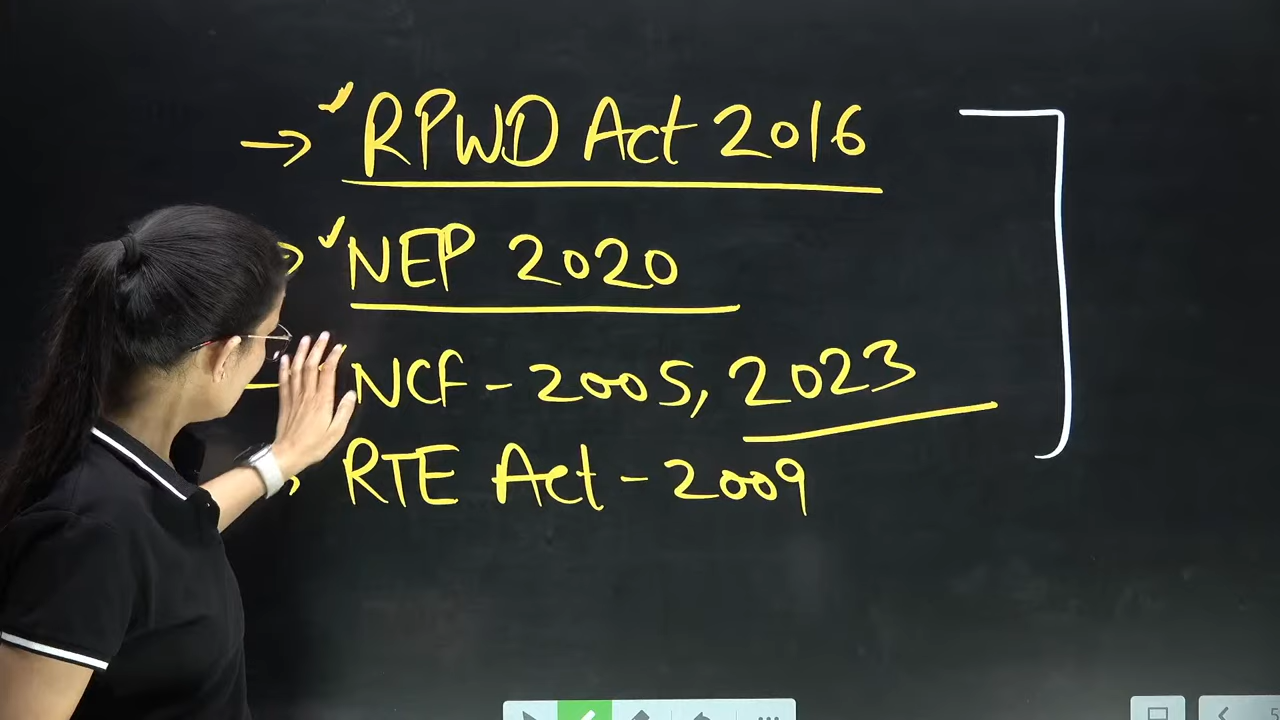 → ✓RPWD Act 2016
✓NEP 2020
NCF - 2005, 2023
RTE Act - 2009